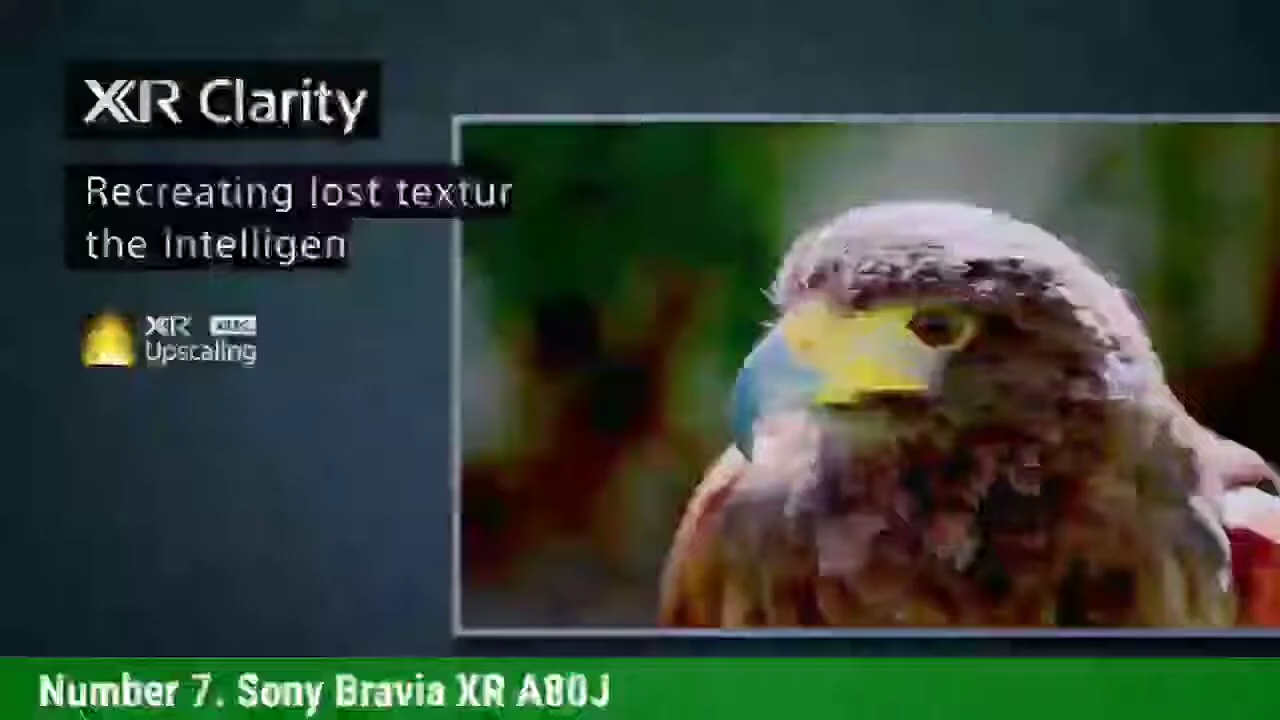 XR Clarity
Recreating lost textur
the Intelligen
XR
Upscaling
Number 7. Sony Bravia XR A80J